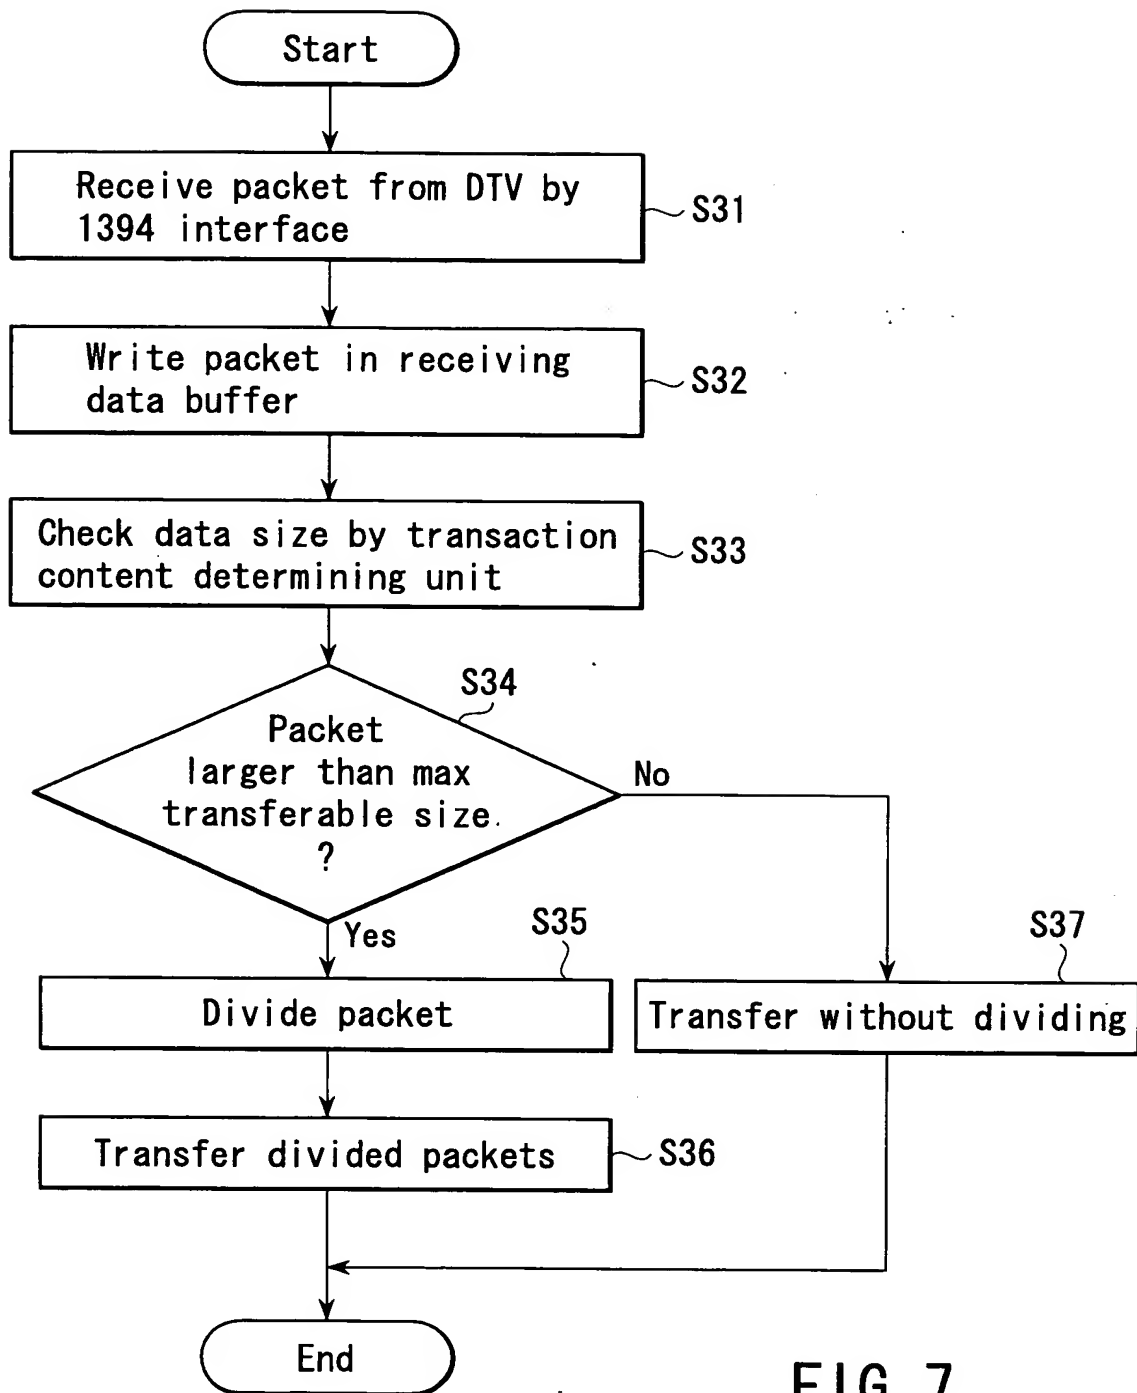 Start
Receive packet from DTV by
1394 interface
S31
Write packet in receiving
data buffer
S32
Check data size by transaction
content determining unit
S33
S34
Packet
larger than max
transferable size.
?
No
Yes
S35
S37
Divide packet
Transfer without dividing
Transfer divided packets
S36
End
FIG. 7